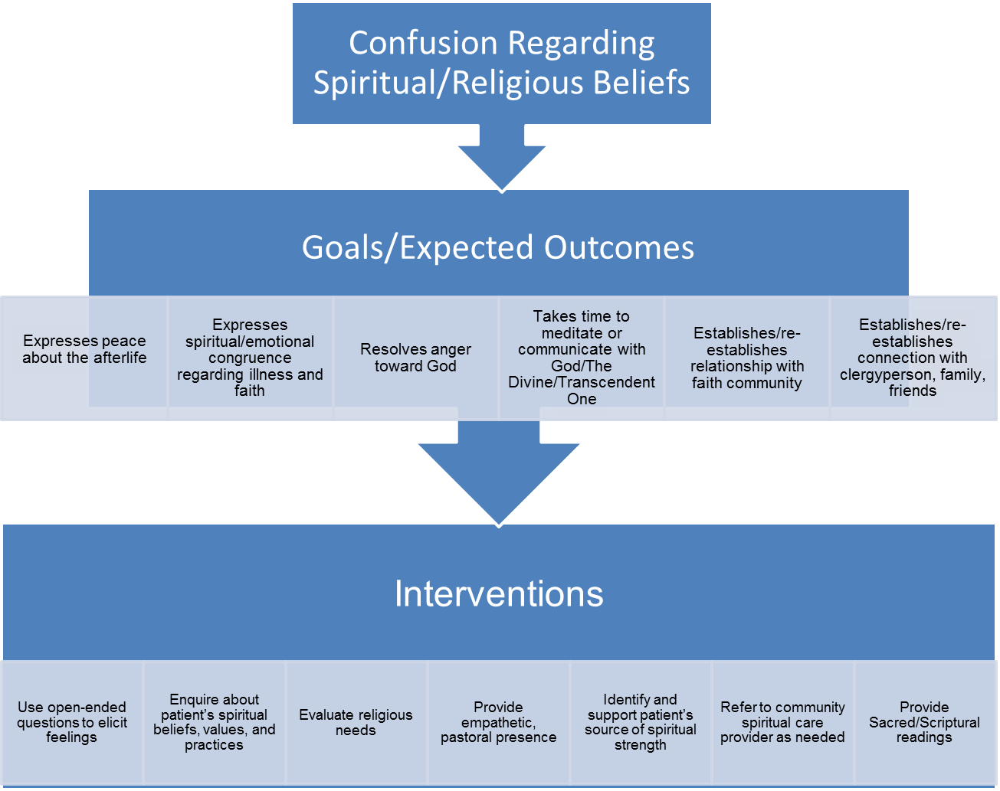 Confusion Regarding
Spiritual/Religious Beliefs
Goals/Expected Outcomes
Expresses peace
about the afterlife
Expresses
spiritual/emotional
congruence
regarding illness and
faith
Resolves anger
toward God
Takes time to
meditate or
communicate with
God/The
Divine/Transcendent
One
Establishes/re-
establishes
relationship with
faith community
Establishes/re-
establishes
connection with
clergyperson, family,
friends
Interventions
Use open-ended
questions to elicit
feelings
Enquire about
patient’s spiritual
beliefs, values, and
practices
Evaluate religious
needs
Provide
empathetic,
pastoral presence
Identify and
support patient’s
source of spiritual
strength
Refer to community
spiritual care
provider as needed
Provide
Sacred/Scriptural
readings